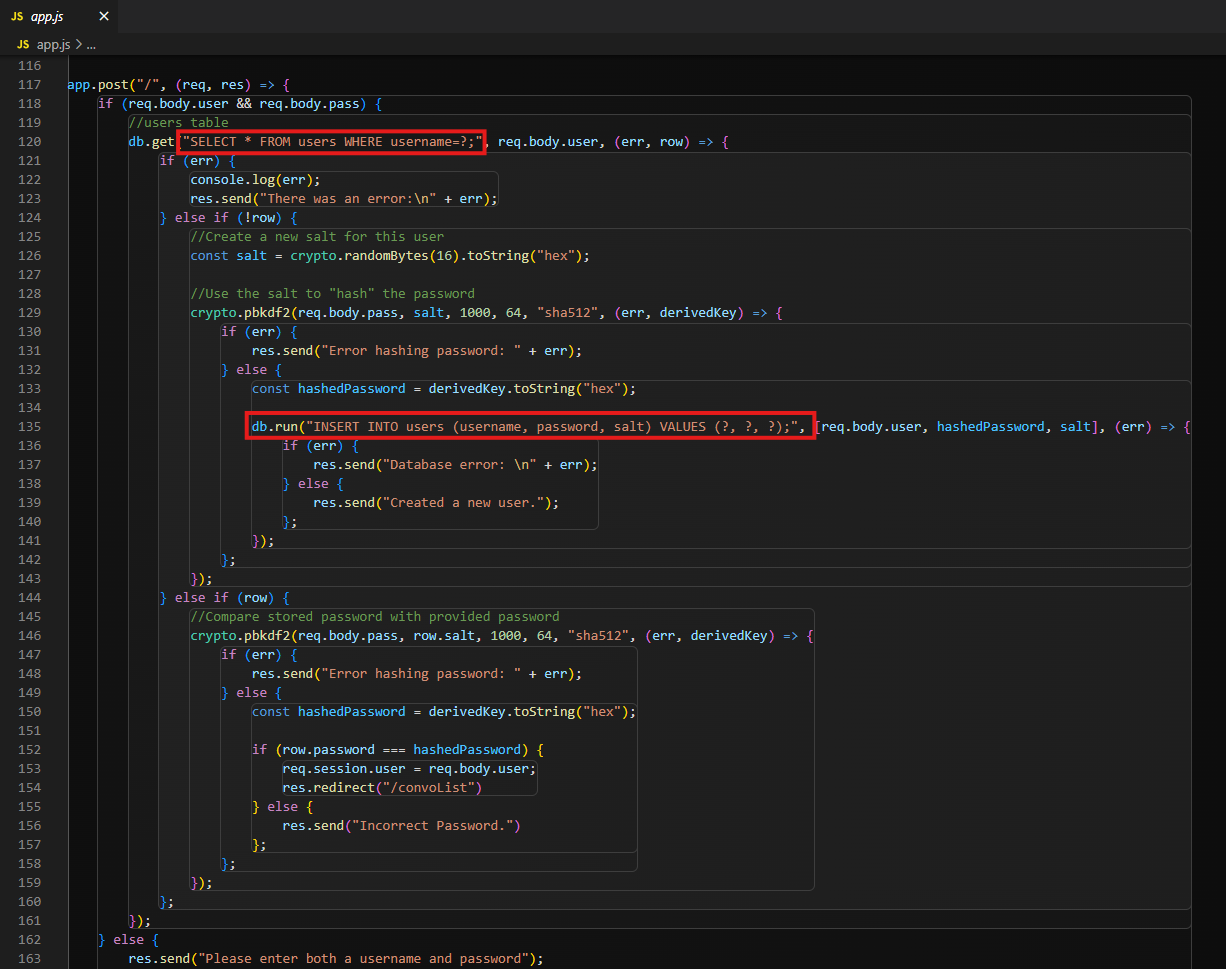 JS app.js ×
JS app.js > ...
116
117 app.post("/", (req, res) => {
118 if (req.body.user && req.body.pass) {
119 //users table
120 db.get("SELECT * FROM users WHERE username=?;", req.body.user, (err, row) => {
121 if (err) {
122 console.log(err);
123 res.send("There was an error:\n" + err);
124 } else if (!row) {
125 //Create a new salt for this user
126 const salt = crypto.randomBytes(16).toString("hex");
127
128 //Use the salt to "hash" the password
129 crypto.pbkdf2(req.body.pass, salt, 1000, 64, "sha512", (err, derivedKey) => {
130 if (err) {
131 res.send("Error hashing password: " + err);
132 } else {
133 const hashedPassword = derivedKey.toString("hex");
134
135 db.run("INSERT INTO users (username, password, salt) VALUES (?, ?, ?);", [req.body.user, hashedPassword, salt], (err) => {
136 if (err) {
137 res.send("Database error: \n" + err);
138 } else {
139 res.send("Created a new user.");
140 };
141 });
142 };
143 });
144 } else if (row) {
145 //Compare stored password with provided password
146 crypto.pbkdf2(req.body.pass, row.salt, 1000, 64, "sha512", (err, derivedKey) => {
147 if (err) {
148 res.send("Error hashing password: " + err);
149 } else {
150 const hashedPassword = derivedKey.toString("hex");
151
152 if (row.password === hashedPassword) {
153 req.session.user = req.body.user;
154 res.redirect("/convoList")
155 } else {
156 res.send("Incorrect Password.")
157 };
158 };
159 });
160 };
161 });
162 } else {
163 res.send("Please enter both a username and password");